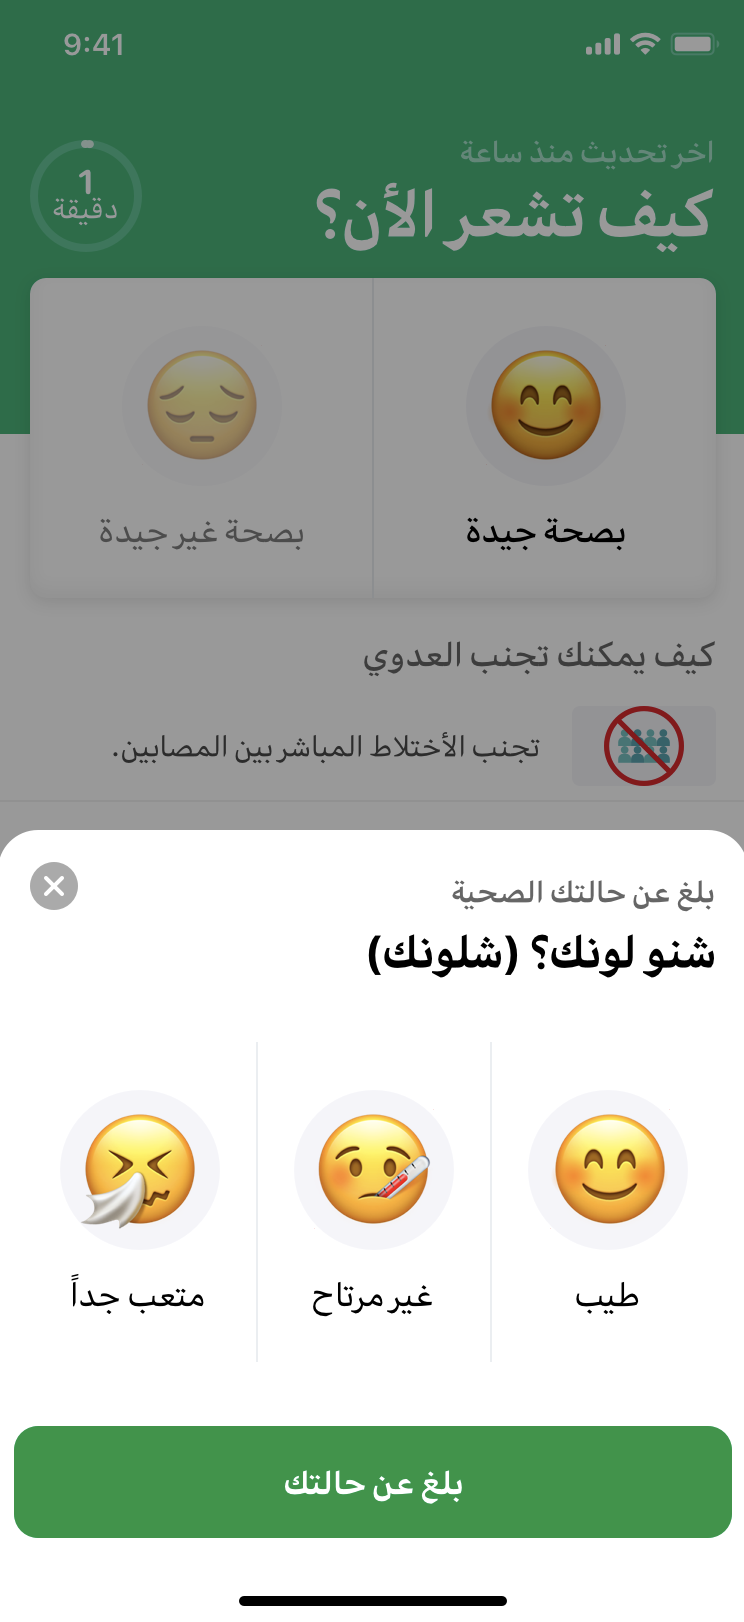 9:41
اخر تحديث منذ ساعة
كيف تشعر الأن؟
1
دقيقة
بصحة جيدة
بصحة غير جيدة
كيف يمكنك تجنب العدوي
تجنب الأختلاط المباشر بين المصابين.
بلغ عن حالتك الصحية
شنو لونك؟ (شلونك)
طيب
غير مرتاح
متعب جداً
بلغ عن حالتك